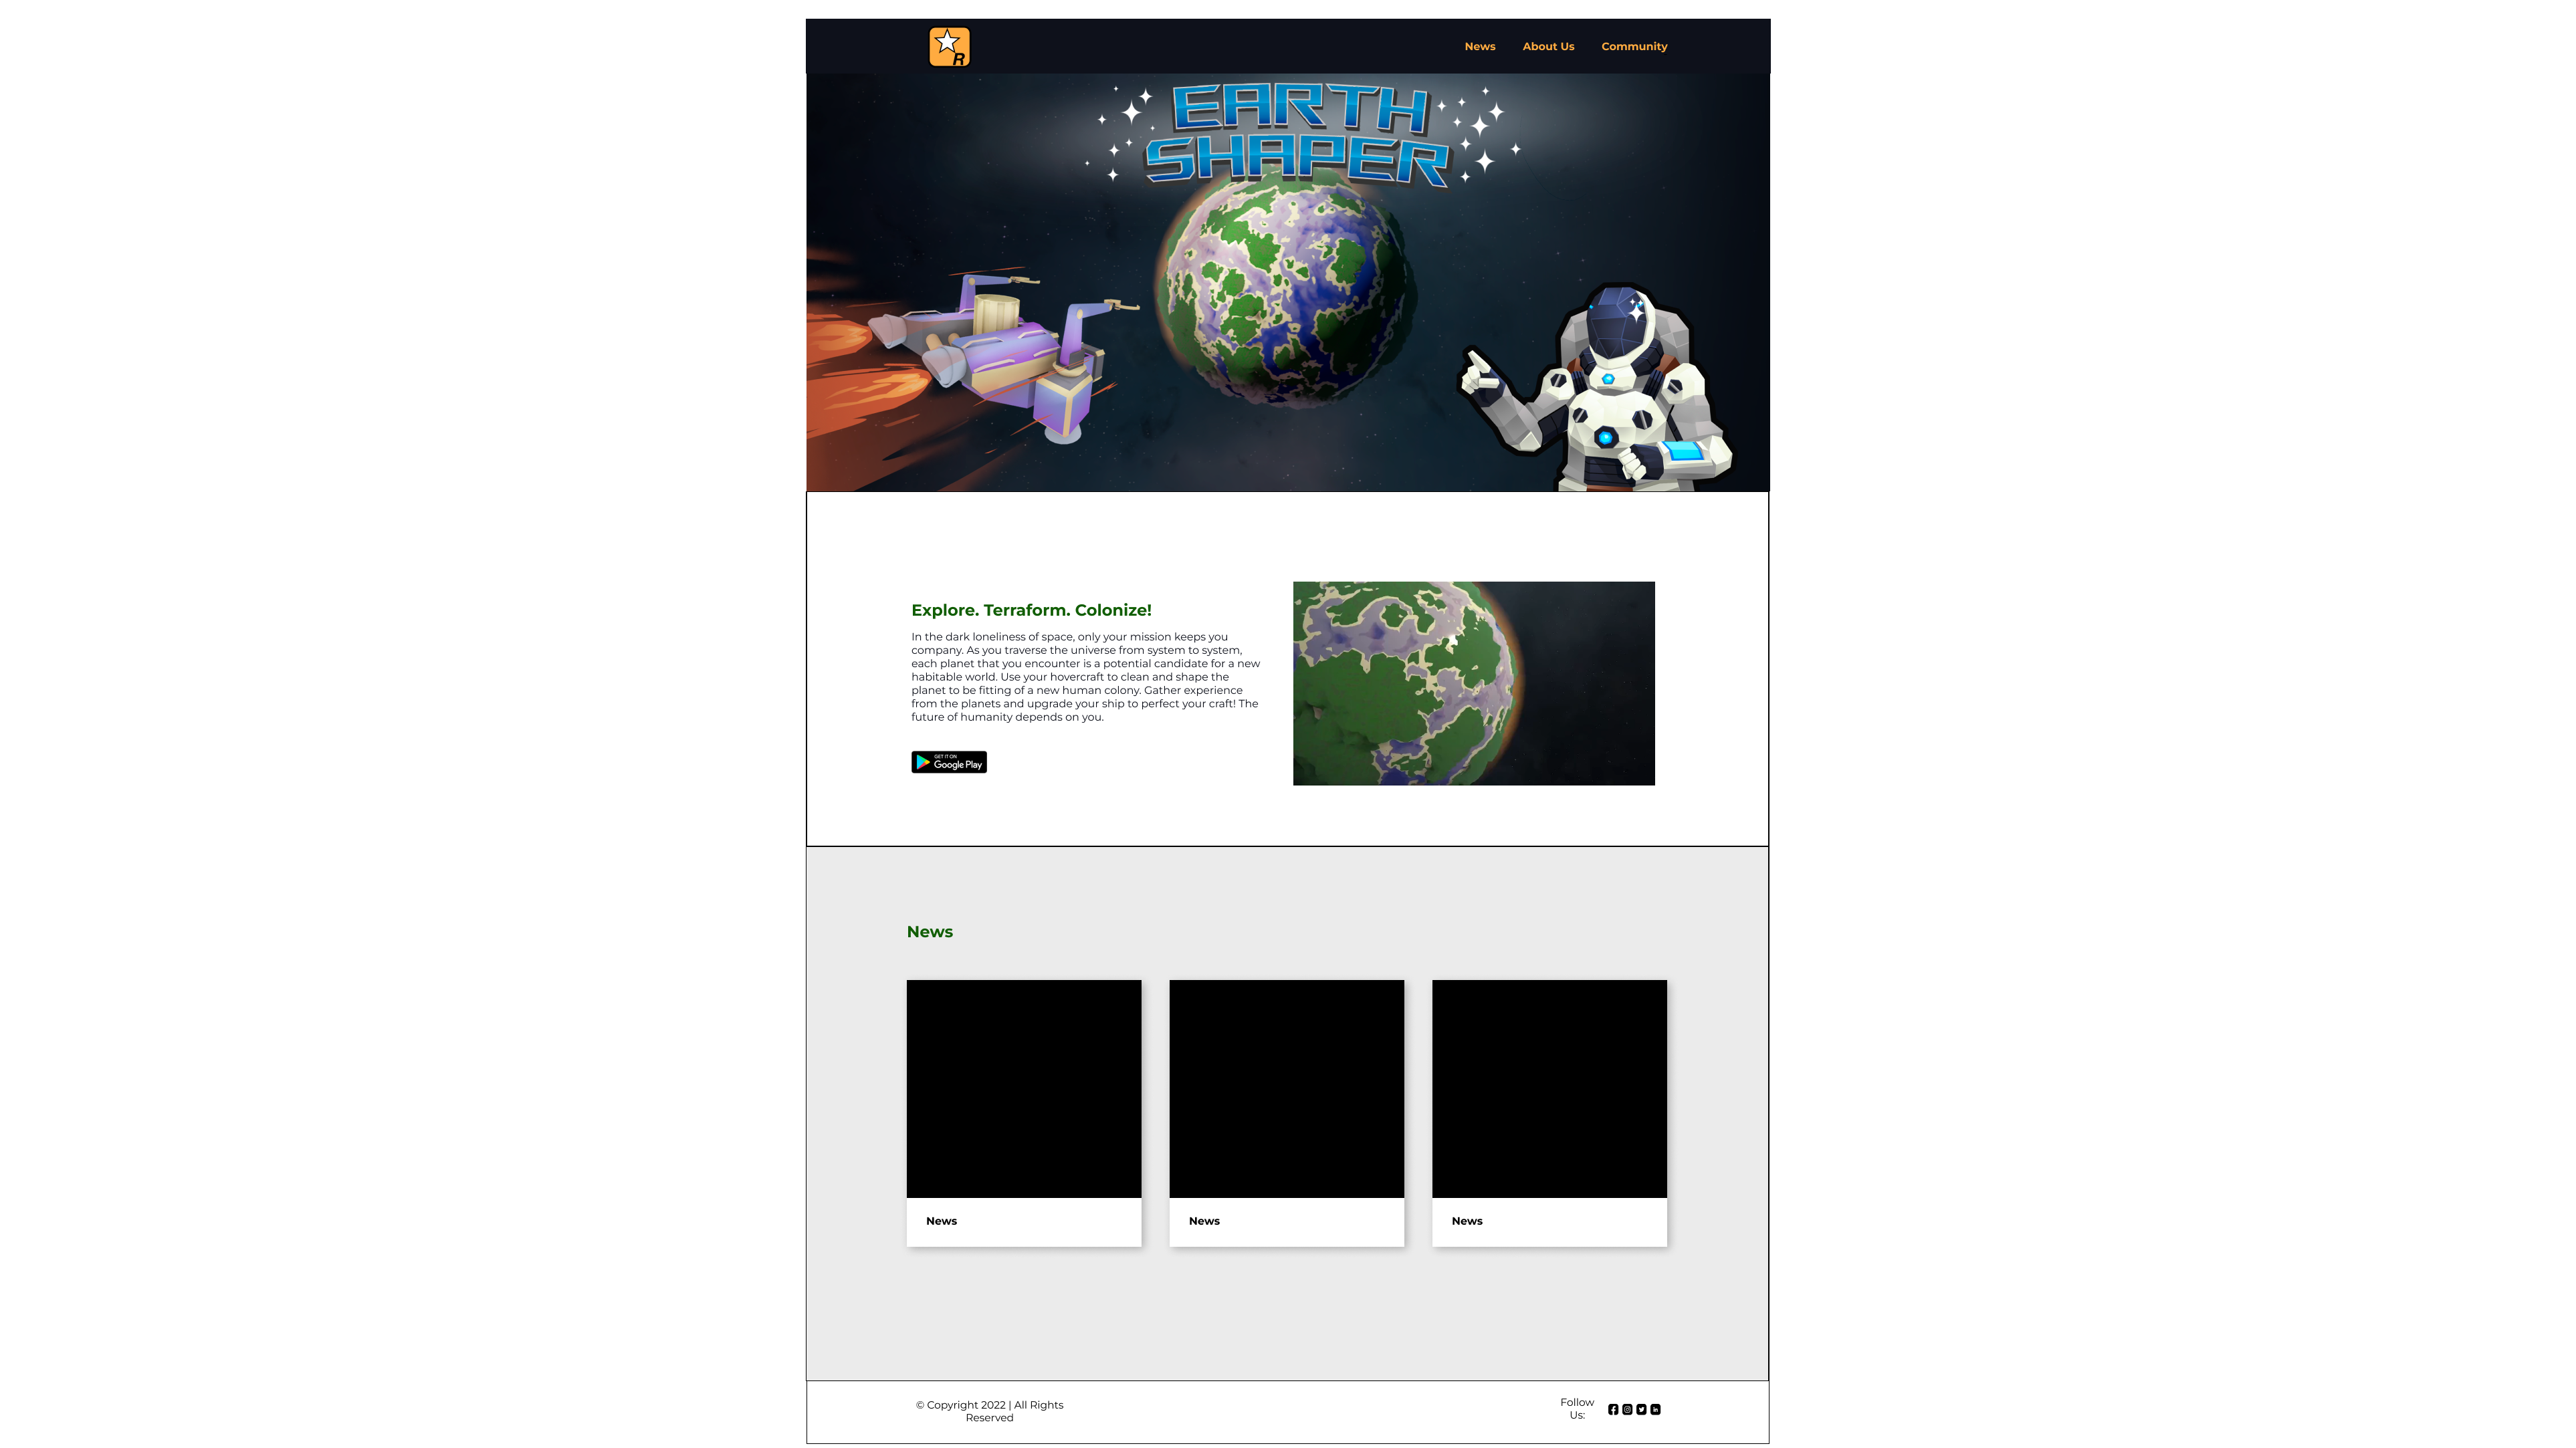 R
News About Us Community
EARTH
SHAPER
Explore. Terraform. Colonize!
In the dark loneliness of space, only your mission keeps you
company. As you traverse the universe from system to system,
each planet that you encounter is a potential candidate for a new
habitable world. Use your hovercraft to clean and shape the
planet to be fitting of a new human colony. Gather experience
from the planets and upgrade your ship to perfect your craft! The
future of humanity depends on you.
GET IT ON
Google Play
News
News
News
News
© Copyright 2022 | All Rights
Reserved
Follow
Us: